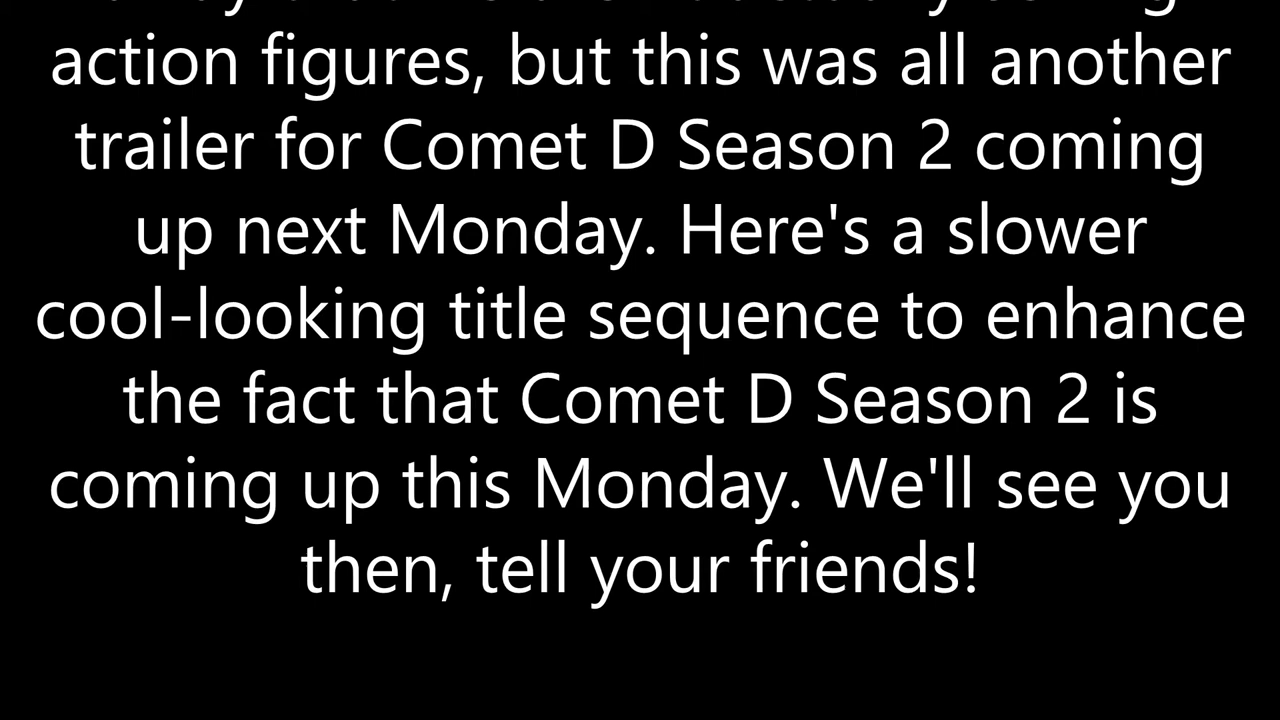 action figures, but this was all another
trailer for Comet D Season 2 coming
up next Monday. Here's a slower
cool-looking title sequence to enhance
the fact that Comet D Season 2 is
coming up this Monday. We'll see you
then, tell your friends!